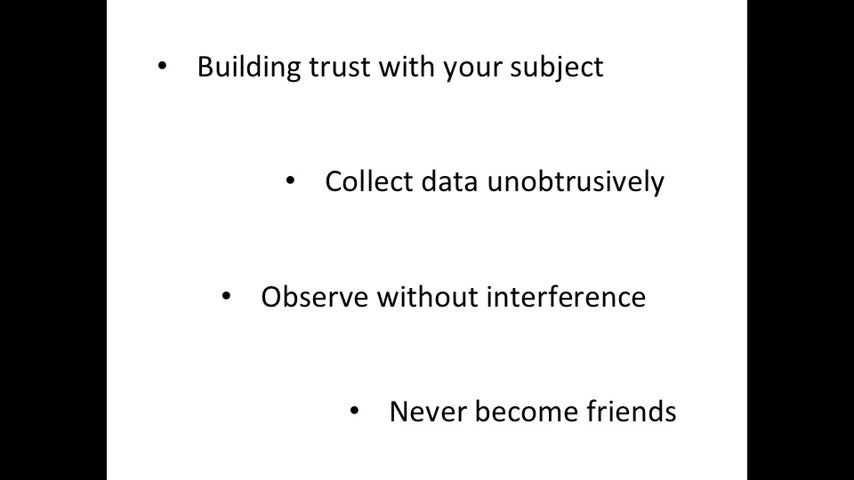 • Building trust with your subject
• Collect data unobtrusively
• Observe without interference
• Never become friends